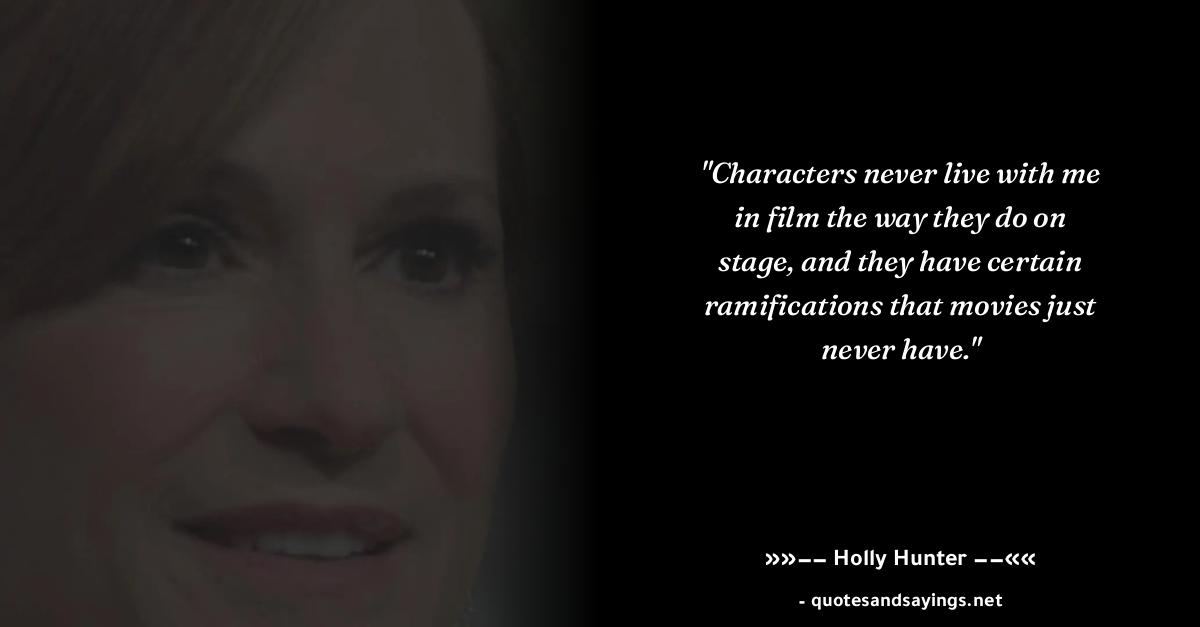 "Characters never live with me
in film the way they do on
stage, and they have certain
ramifications that movies just
never have."
»»−− Holly Hunter −−««
- quotesandsayings.net